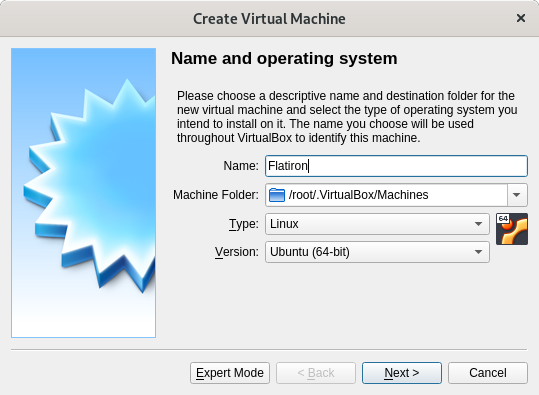 Create Virtual Machine
Name and operating system
Please choose a descriptive name and destination folder for the
new virtual machine and select the type of operating system you
intend to install on it. The name you choose will be used
throughout VirtualBox to identify this machine.
Name: Flatiron
Machine Folder: /root/.VirtualBox/Machines
Type: Linux
64
Version: Ubuntu (64-bit)
Expert Mode < Back Next > Cancel